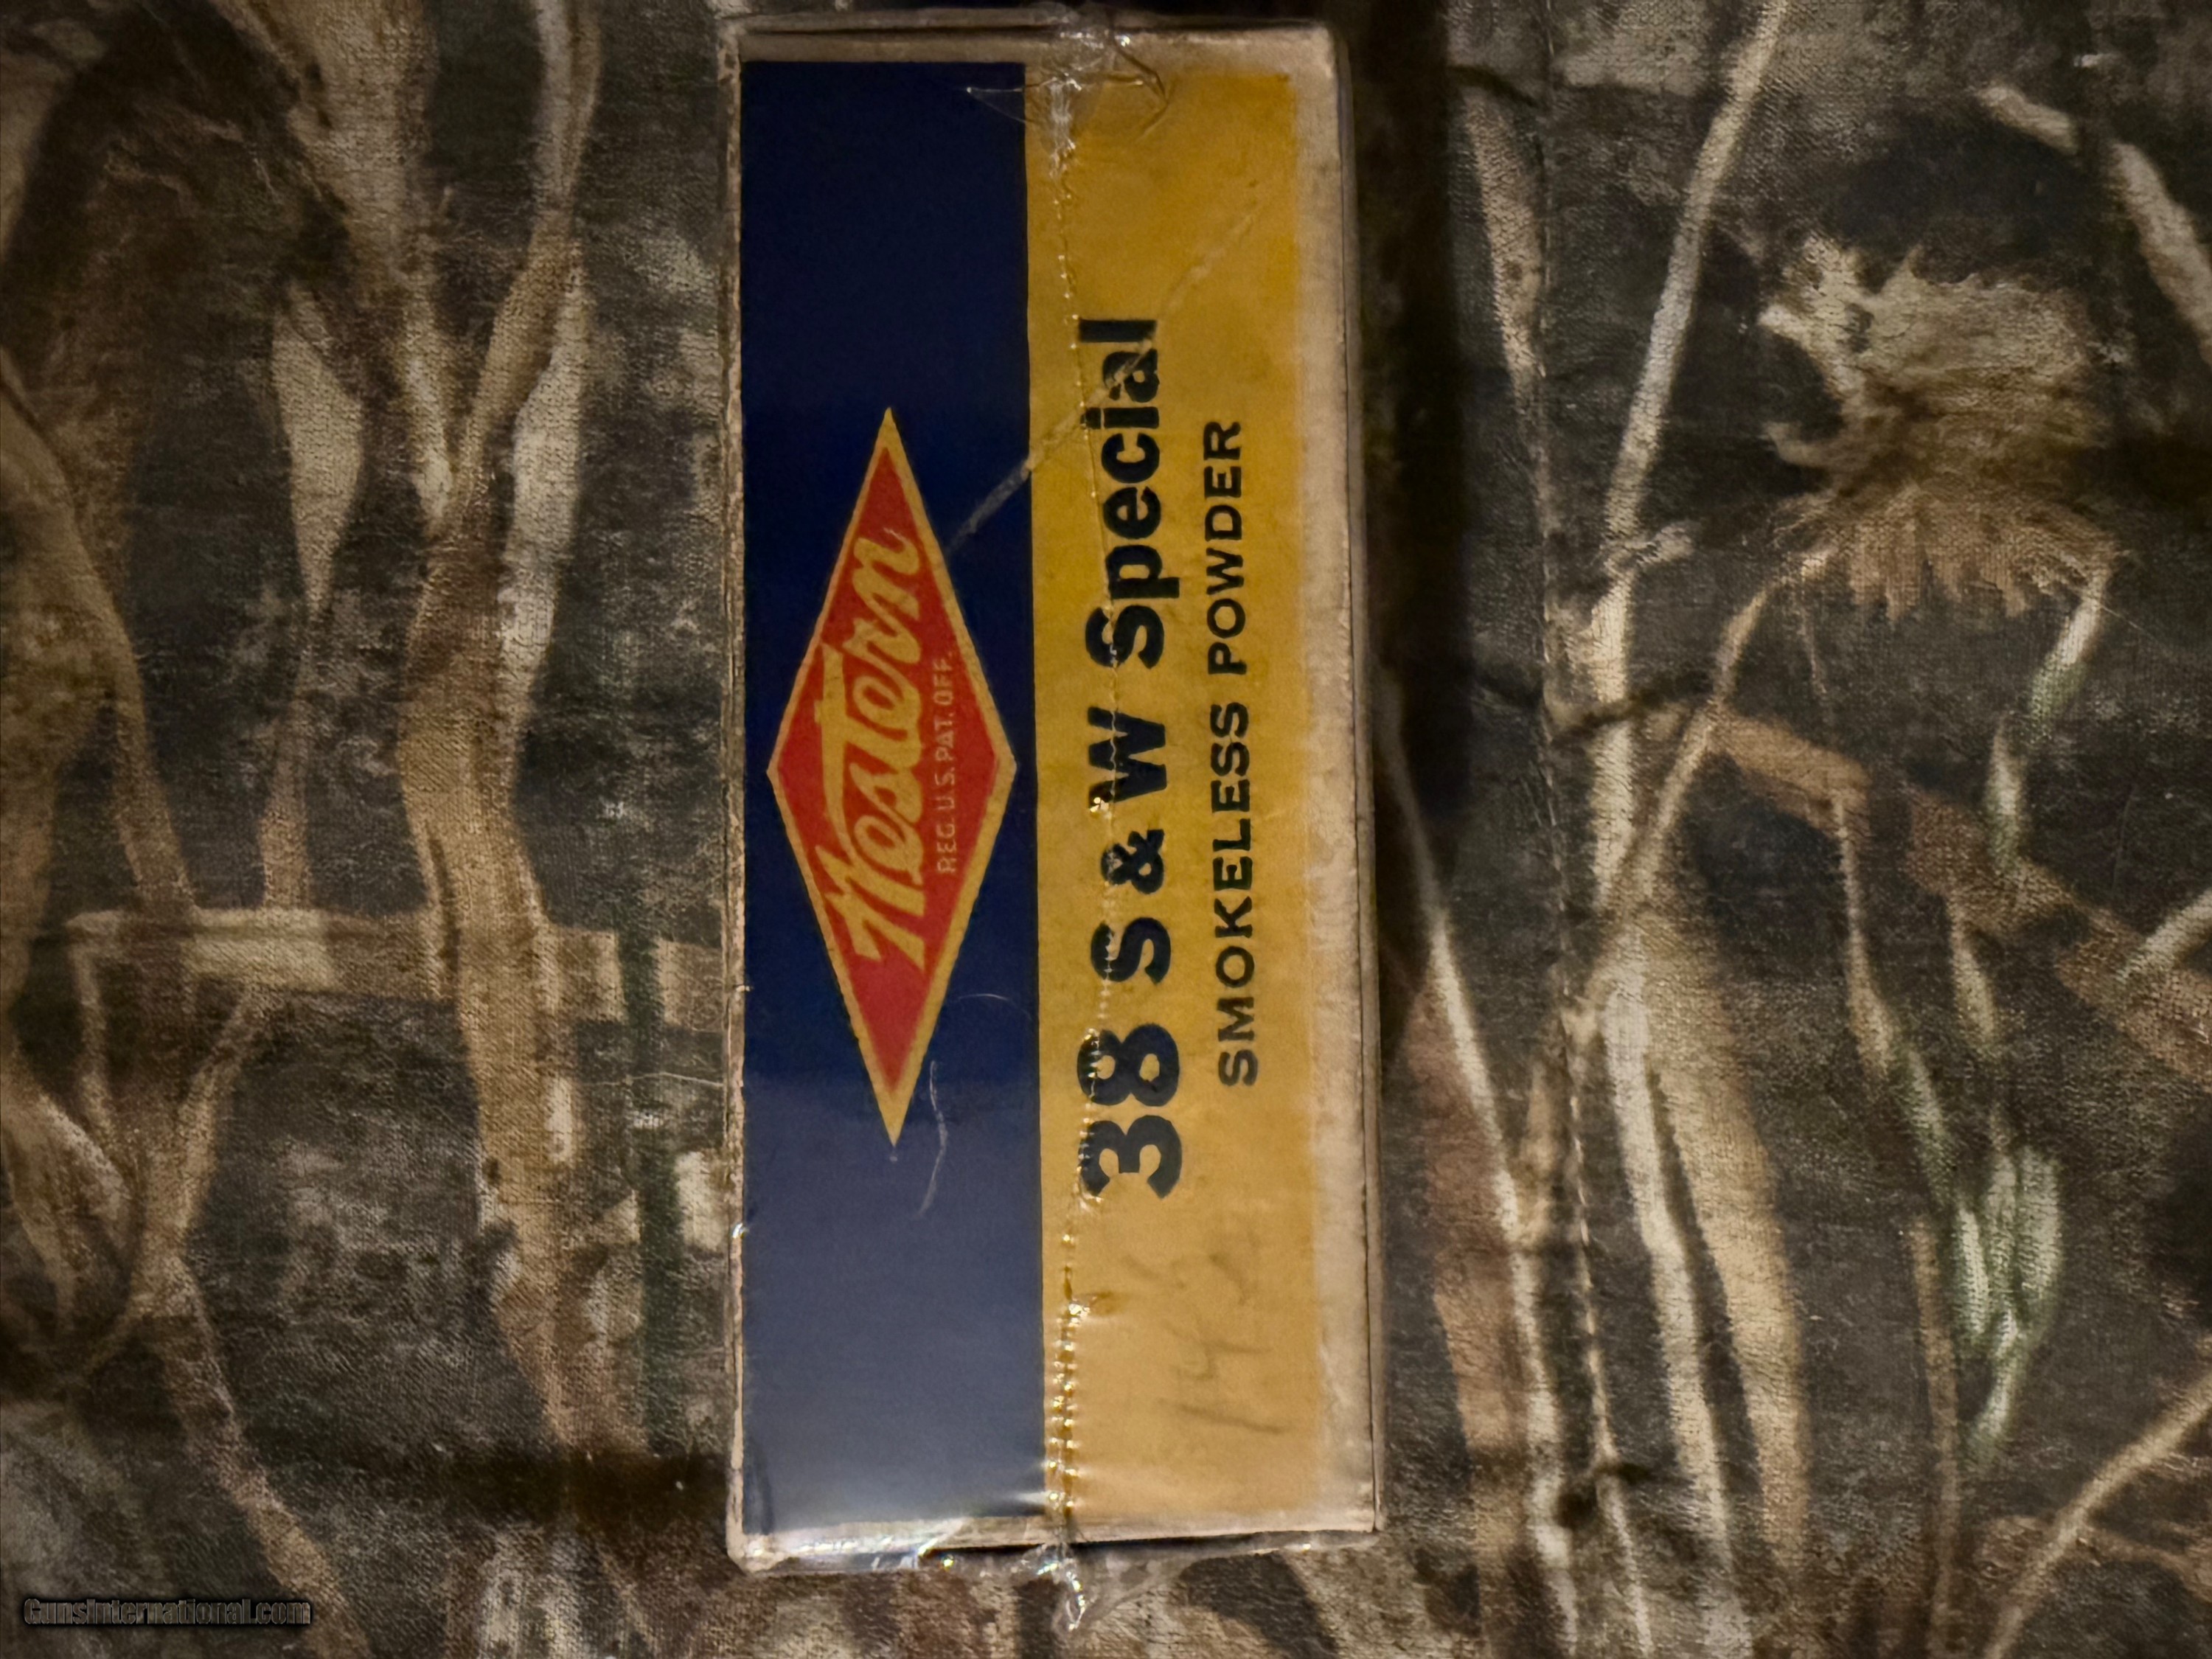 Western
REG. U.S. PAT. OFF.
38 S & W Special
SMOKELESS POWDER
GunsInternational.com